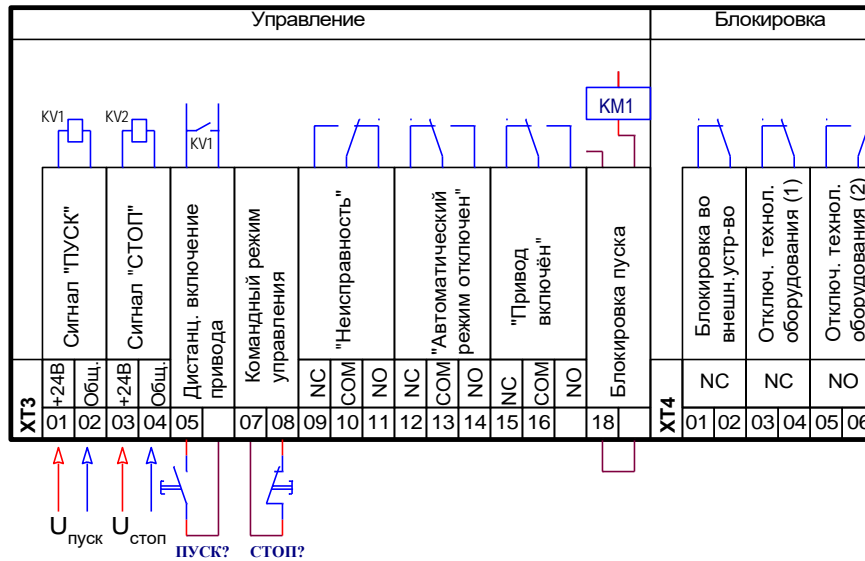 Управление
Блокировка
KV1
KV2
KV1
KM1
Сигнал "ПУСК"
Сигнал "СТОП"
Дистанц. включение
привода
Командный режим
управления
"Неисправность"
"Автоматический
режим отключен"
"Привод
включён"
Блокировка пуска
Блокировка во
внешн.устр-во
Отключ. технол.
оборудования (1)
Отключ. технол.
оборудования (2)
+24В
Общ.
+24В
Общ.
NC
COM
NO
NC
COM
NO
NC
COM
NO
NC
NC
NO
XT3
01 02 03 04 05 07 08 09 10 11 12 13 14 15 16 18
XT4
01 02 03 04 05 06
Uпуск
Uстоп
ПУСК?
СТОП?